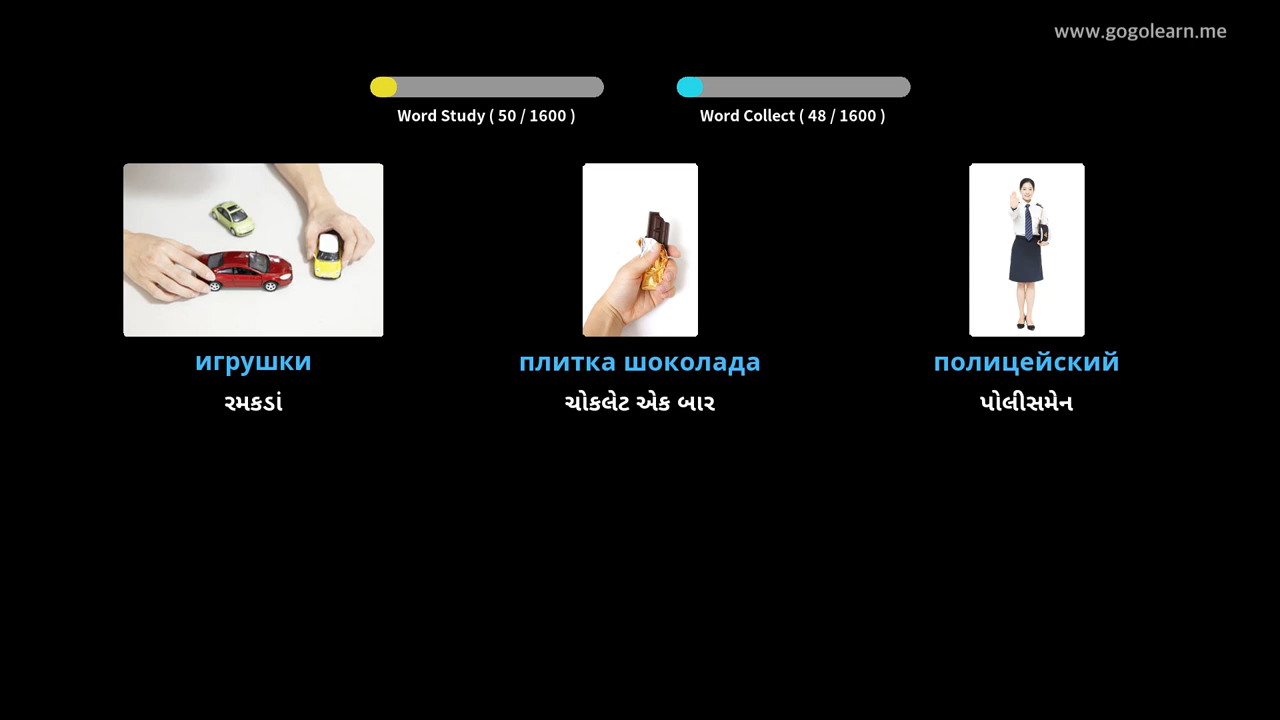 www.gogolearn.me
Word Study ( 50 / 1600 )
Word Collect ( 48 / 1600 )
игрушки
плитка шоколада
полицейский
રમકડાં
ચોકલેટ એક બાર
પોલીસમેન